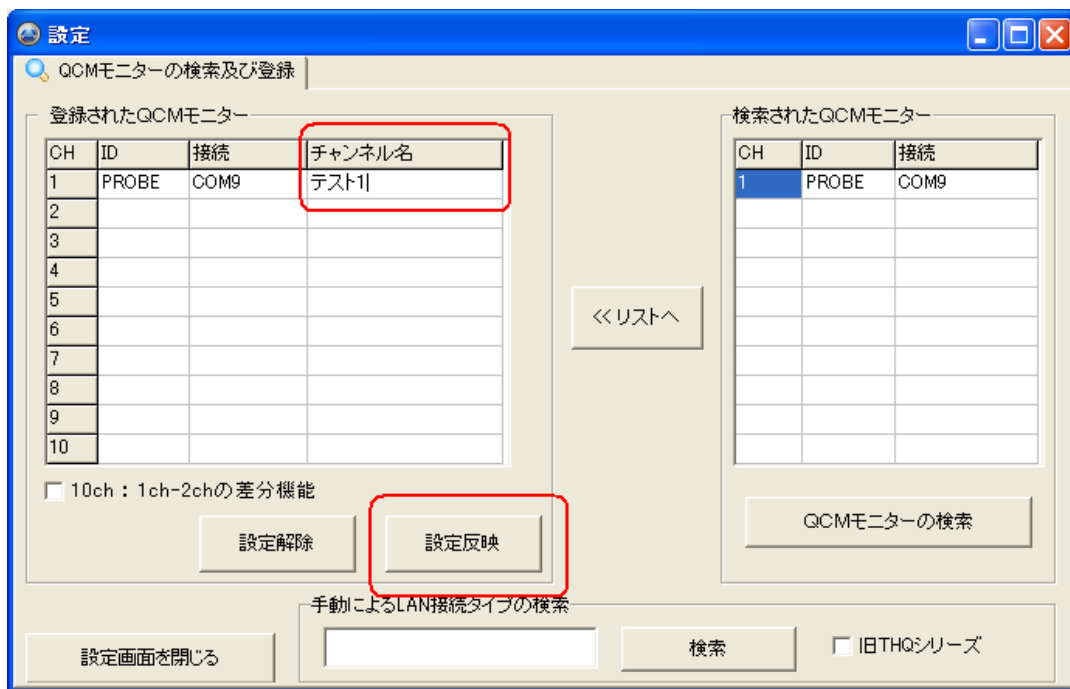 設定
QCMモニターの検索及び登録
登録されたQCMモニター
CH ID 接続 チャンネル名
1 PROBE COM9 テスト1
2
3
4
5
6
7
8
9
10
10ch：1ch-2chの差分機能
設定解除 設定反映
<<リストへ
検索されたQCMモニター
CH ID 接続
1 PROBE COM9
QCMモニターの検索
設定画面を閉じる
手動によるLAN接続タイプの検索
検索
旧THQシリーズ